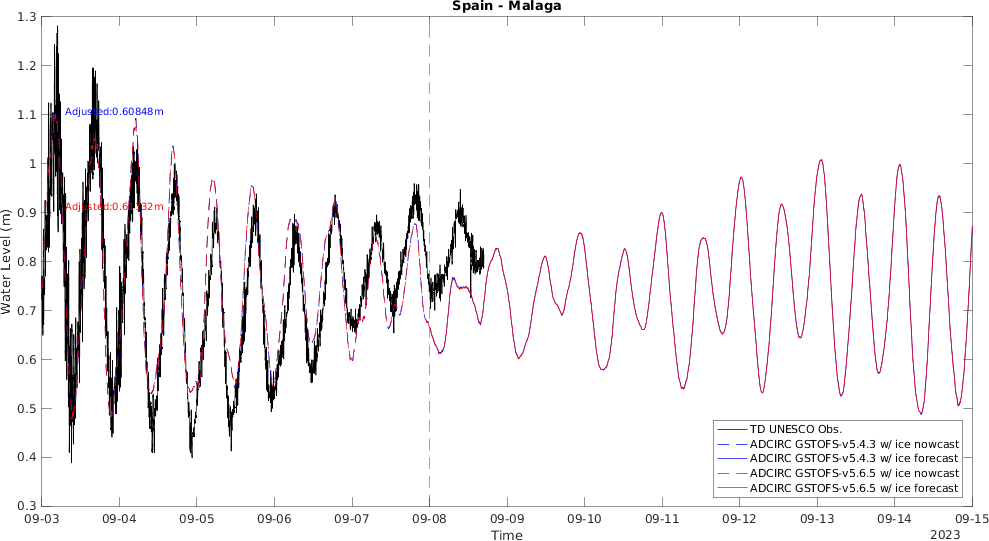 Spain - Malaga
1.3
1.2
1.1
1
0.9
0.8
0.7
0.6
0.5
0.4
0.3
Water Level (m)
Adjusted:0.60848m
TD UNESCO Obs.
ADCIRC GSTOFS-v5.4.3 w/ ice nowcast
ADCIRC GSTOFS-v5.4.3 w/ ice forecast
ADCIRC GSTOFS-v5.6.5 w/ ice nowcast
ADCIRC GSTOFS-v5.6.5 w/ ice forecast
09-03 09-04 09-05 09-06 09-07 09-08 09-09 09-10 09-11 09-12 09-13 09-14 09-15
Time
2023